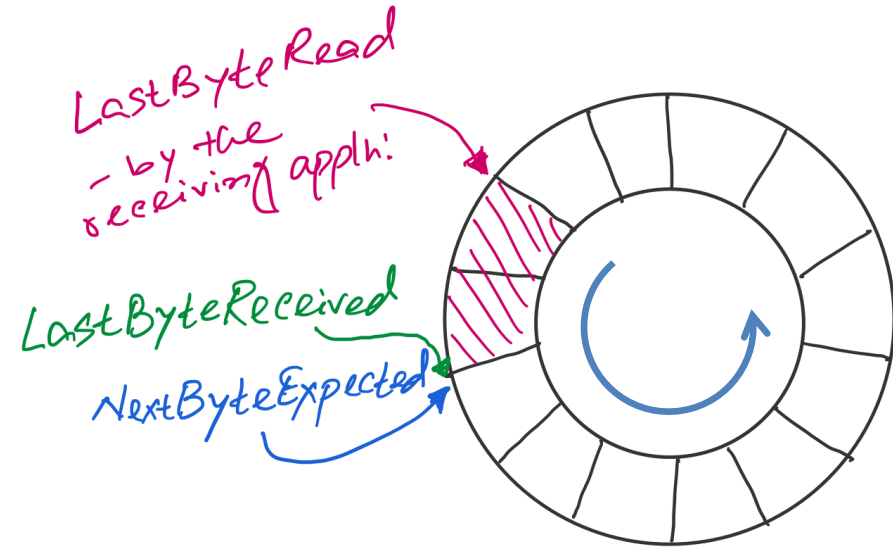 LastByteRead
- by the
receiving appln:
LastByteReceived
NextByteExpected